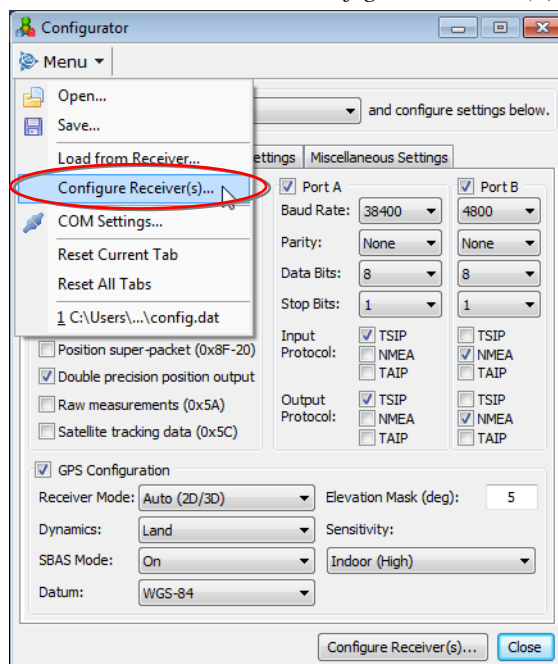 Configurator
Menu
Open...
Save...
Load from Receiver...
Configure Receiver(s)...
COM Settings...
Reset Current Tab
Reset All Tabs
1 C:\Users\...\config.dat
and configure settings below.
Miscellaneous Settings
Port A
Port B
Baud Rate: 38400 4800
Parity: None None
Data Bits: 8 8
Stop Bits: 1 1
Input Protocol:
TSIP TSIP
NMEA NMEA
TAIP TAIP
Position super-packet (0x8F-20)
Double precision position output
Raw measurements (0x5A)
Satellite tracking data (0x5C)
Output Protocol:
TSIP TSIP
NMEA NMEA
TAIP TAIP
GPS Configuration
Receiver Mode: Auto (2D/3D)
Elevation Mask (deg): 5
Dynamics: Land
Sensitivity:
SBAS Mode: On
Indoor (High)
Datum: WGS-84
Configure Receiver(s)... Close